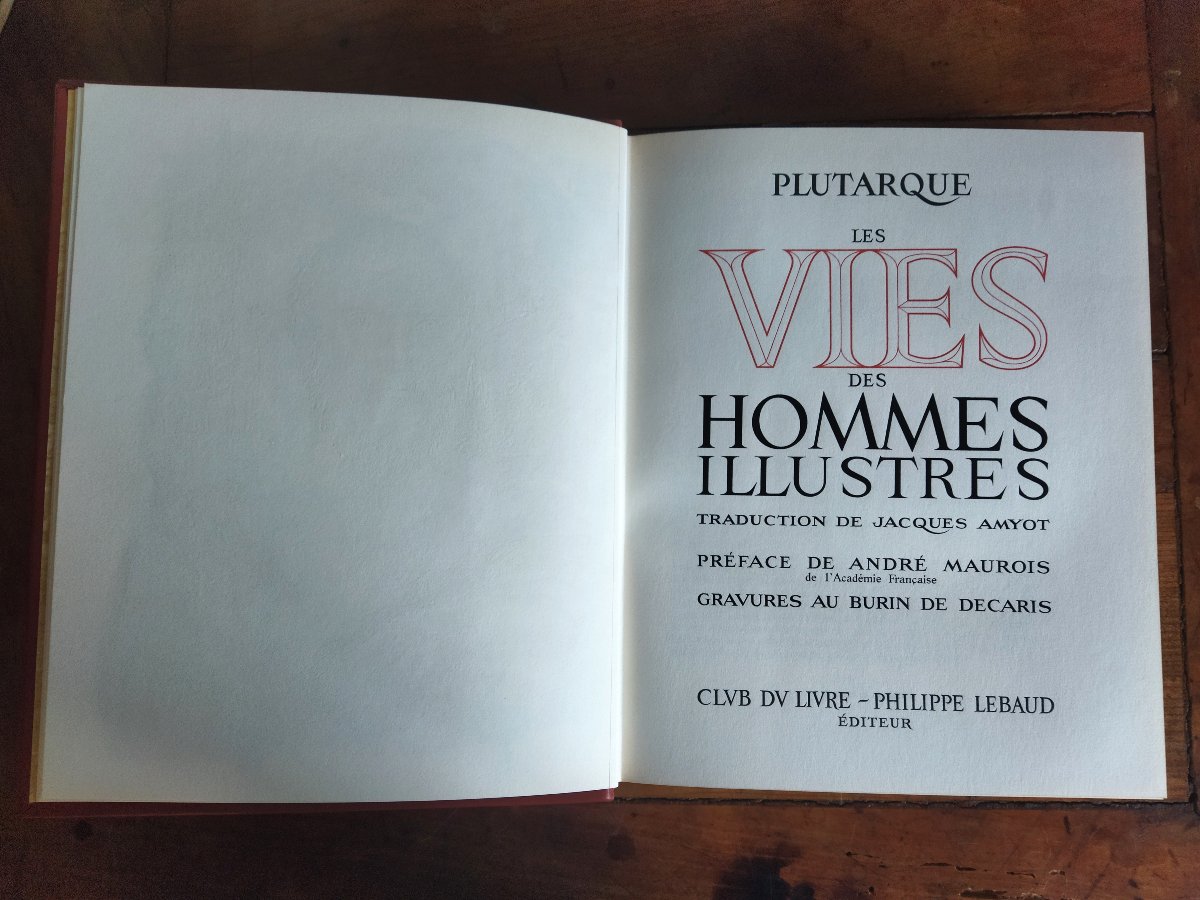 PLUTARQUE
LES
VIES
DES
HOMMES
ILLUSTRES
TRADUCTION DE JACQUES AMYOT
PRÉFACE DE ANDRÉ MAUROIS
de l'Académie Française
GRAVURES AU BURIN DE DECARIS
CLVB DV LIVRE – PHILIPPE LEBAUD
ÉDITEUR